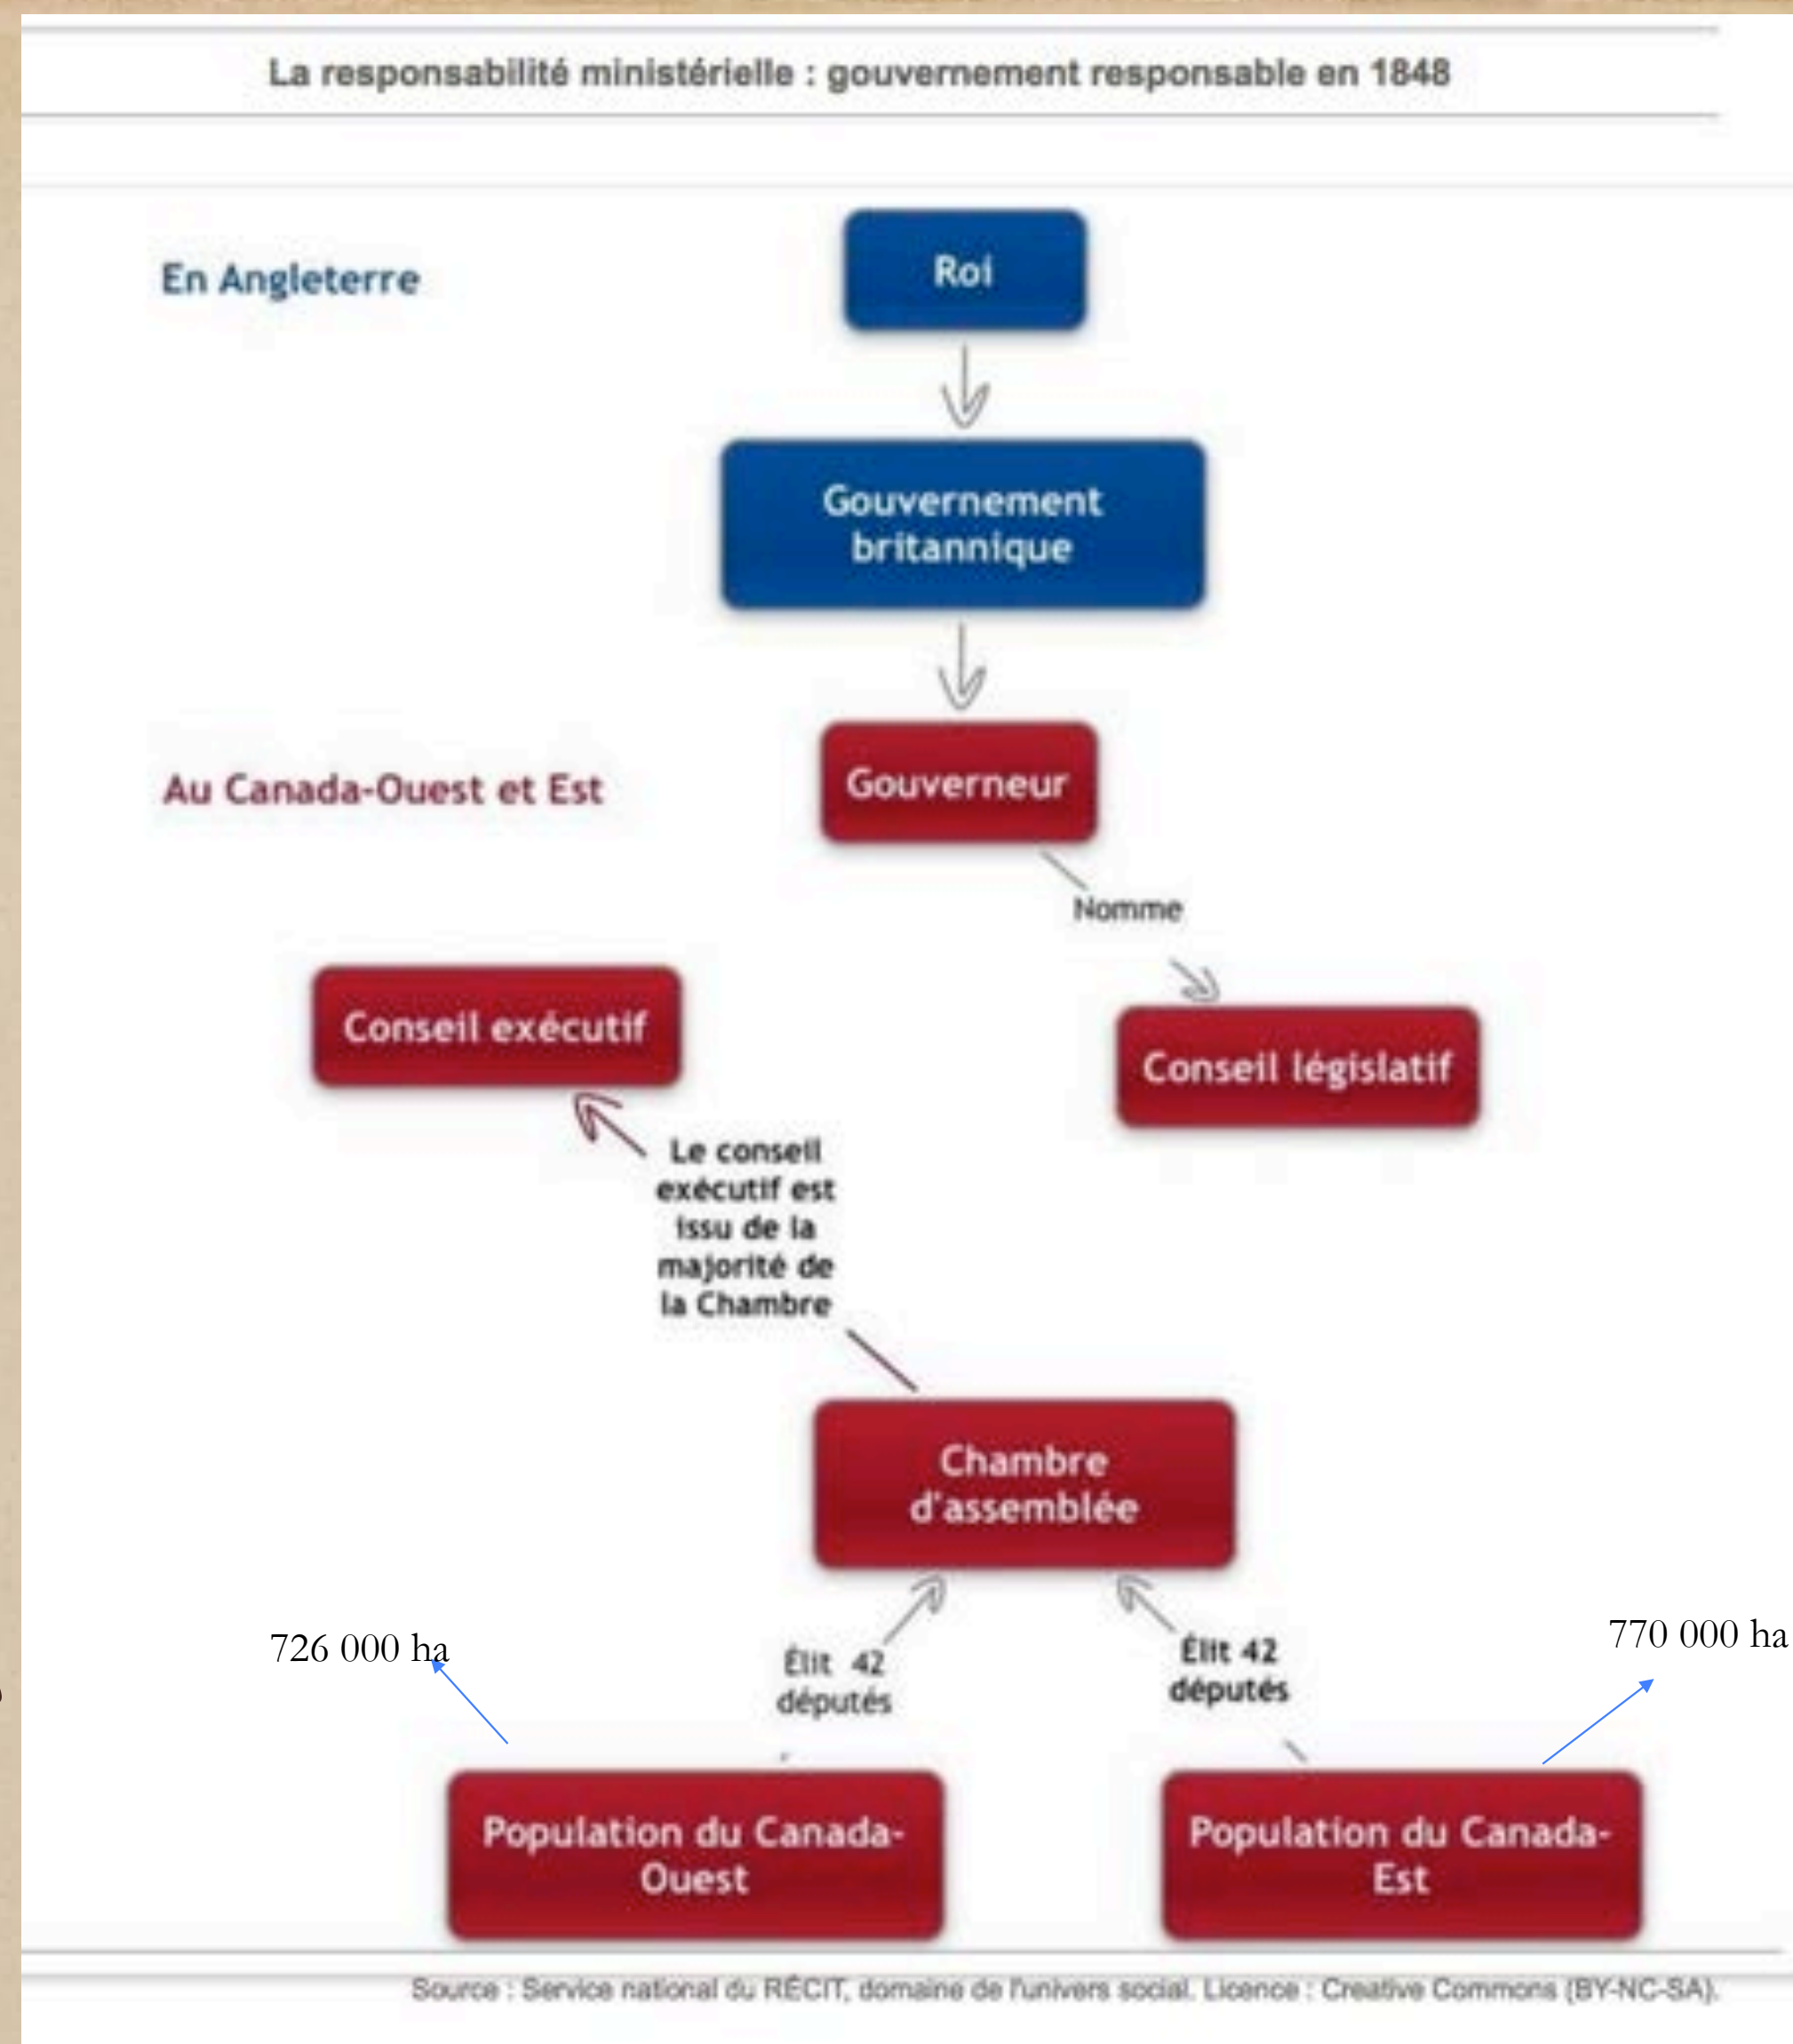 La responsabilité ministérielle : gouvernement responsable en 1848
En Angleterre
Roi
Gouvernement
britannique
Au Canada-Ouest et Est
Gouverneur
Nomme
Conseil exécutif
Conseil législatif
Le conseil
exécutif est
issu de la
majorité de
la Chambre
Chambre
d'assemblée
726 000 ha
Élit 42
députés
Élit 42
députés
770 000 ha
Population du Canada-
Ouest
Population du Canada-
Est
Source : Service national du RÉCIT, domaine de l'univers social. Licence : Creative Commons (BY-NC-SA).